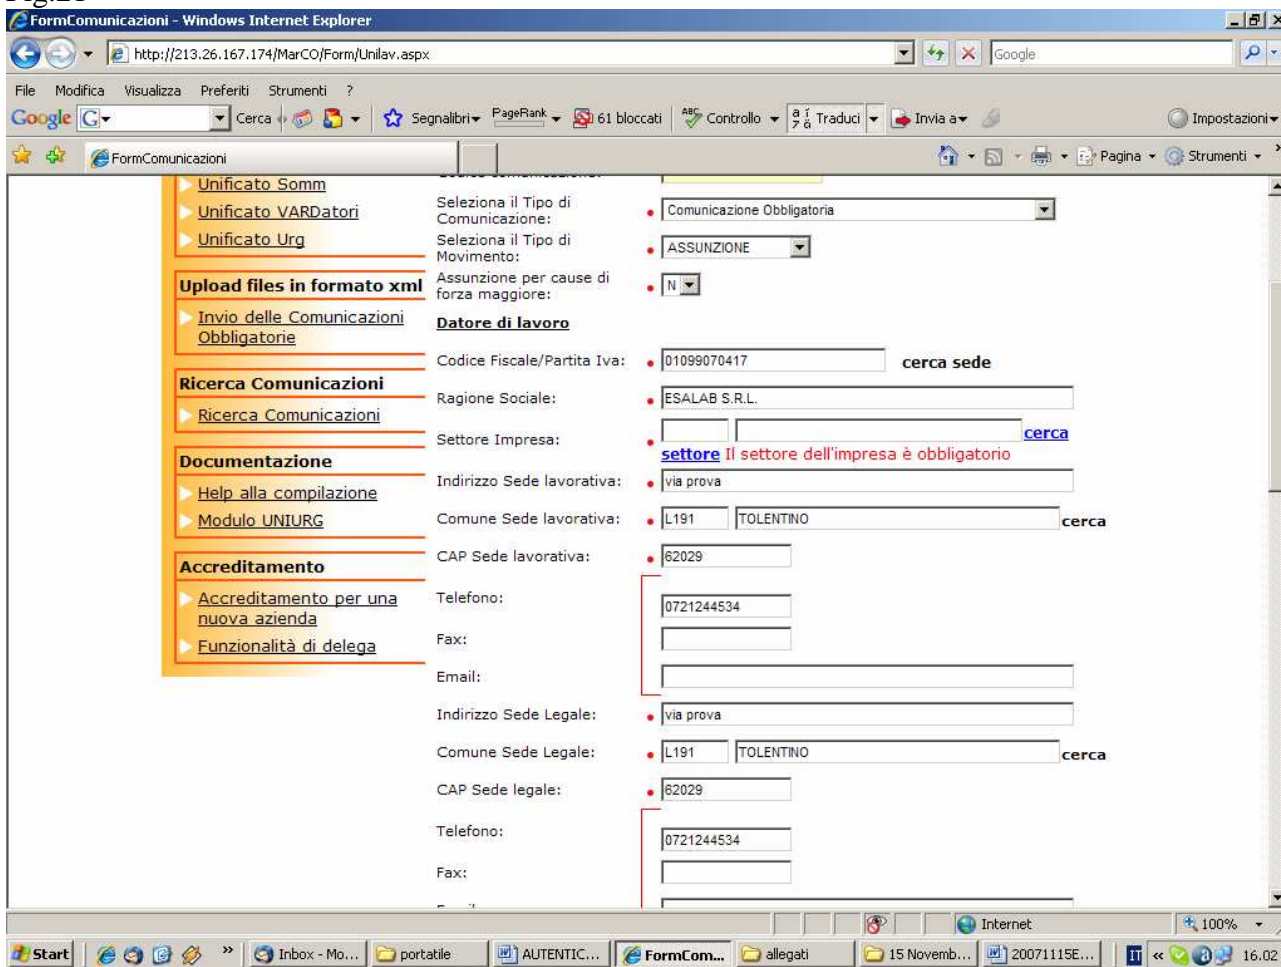 FormComunicazioni - Windows Internet Explorer
http://213.26.167.174/MarCO/Form/Unilav.aspx
Google
File Modifica Visualizza Preferiti Strumenti ?
Google G Cerca Segnalibri PageRank 61 bloccati Controllo Traduci Invia a Impostazioni
FormComunicazioni Pagina Strumenti
Unificato Somm
Unificato VARDatori
Unificato Urg
Upload files in formato xml
Invio delle Comunicazioni
Obbligatorie
Ricerca Comunicazioni
Ricerca Comunicazioni
Documentazione
Help alla compilazione
Modulo UNIURG
Accreditamento
Accreditamento per una
nuova azienda
Funzionalità di delega
Seleziona il Tipo di
Comunicazione: Comunicazione Obbligatoria
Seleziona il Tipo di
Movimento: ASSUNZIONE
Assunzione per cause di
forza maggiore: N
Datore di lavoro
Codice Fiscale/Partita Iva: 01099070417 cerca sede
Ragione Sociale: ESALAB S.R.L.
Settore Impresa: cerca
settore Il settore dell'impresa è obbligatorio
Indirizzo Sede lavorativa: via prova
Comune Sede lavorativa: L191 TOLENTINO cerca
CAP Sede lavorativa: 62029
Telefono: 0721244534
Fax:
Email:
Indirizzo Sede Legale: via prova
Comune Sede Legale: L191 TOLENTINO cerca
CAP Sede legale: 62029
Telefono: 0721244534
Fax:
Internet 100%
Start » Inbox - Mo... portatile AUTENTIC... FormCom... allegati 15 Novemb... 20071115E... IT « 16.02